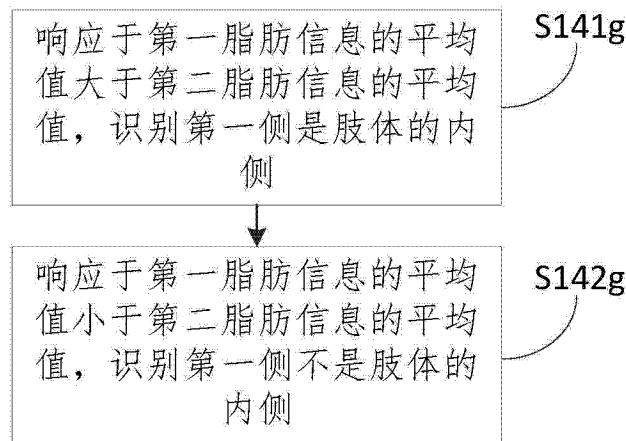 响应于第一脂肪信息的平均
S141g
值大于第二脂肪信息的平均
值，识别第一侧是肢体的内
侧
响应于第一脂肪信息的平均
S142g
值小于第二脂肪信息的平均
值，识别第一侧不是肢体的
内侧